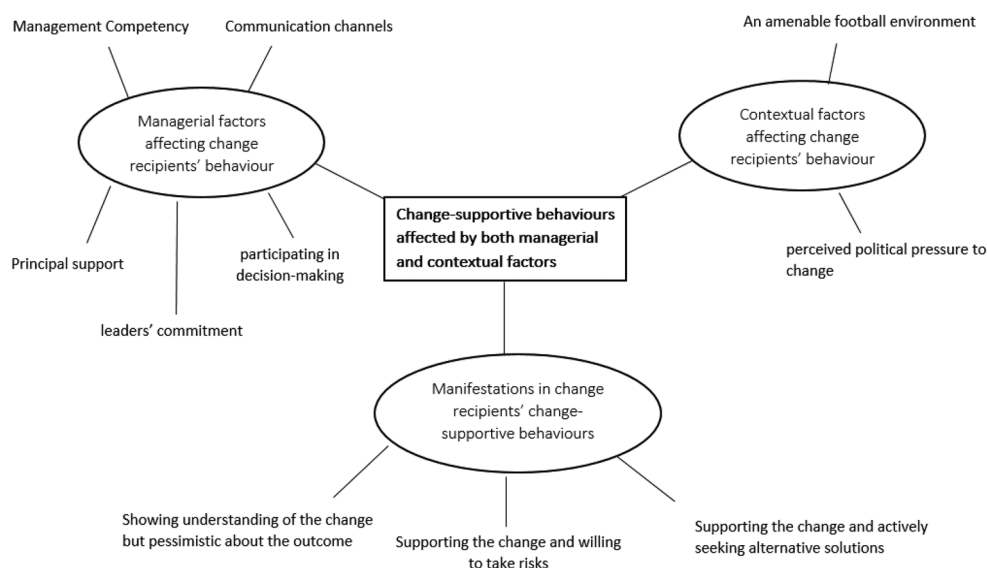 Management Competency
Communication channels
An amenable football environment
Managerial factors
affecting change
recipients' behaviour
Contextual factors
affecting change
recipients' behaviour
Change-supportive behaviours
affected by both managerial
and contextual factors
Principal support
participating in
decision-making
leaders' commitment
perceived political pressure to
change
Manifestations in change
recipients' change-
supportive behaviours
Showing understanding of the change
but pessimistic about the outcome
Supporting the change and willing
to take risks
Supporting the change and actively
seeking alternative solutions